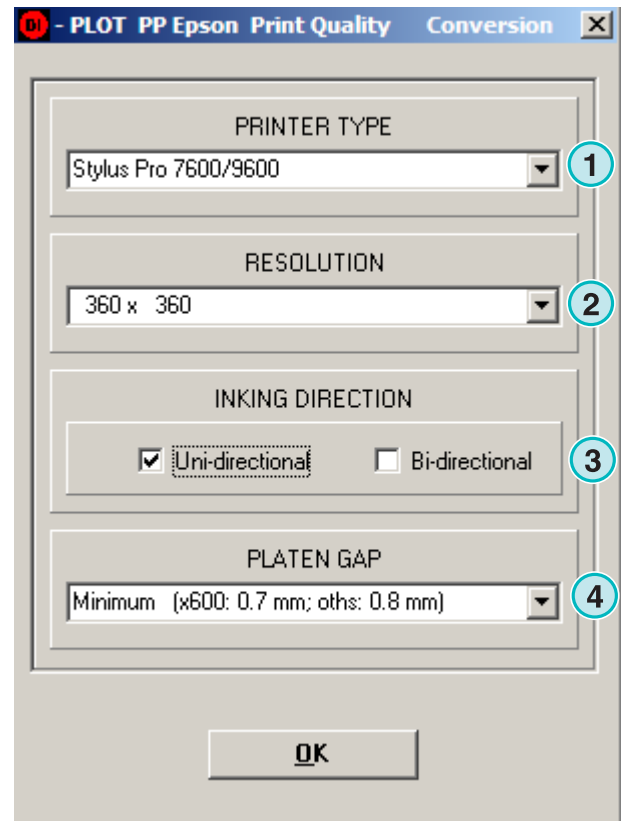 DI - PLOT PP Epson Print Quality Conversion
PRINTER TYPE
Stylus Pro 7600/9600
1
RESOLUTION
360 x 360
2
INKING DIRECTION
Uni-directional Bi-directional
3
PLATEN GAP
Minimum (x600: 0.7 mm; oths: 0.8 mm)
4
OK